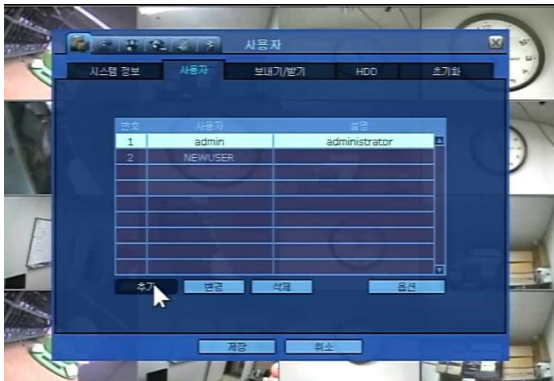 사용자
시스템 정보 사용자 보내기/받기 HDD 초기화
번호 사용자 설명
1 admin administrator
2 NEWUSER
추가 변경 삭제 옵션
저장 취소